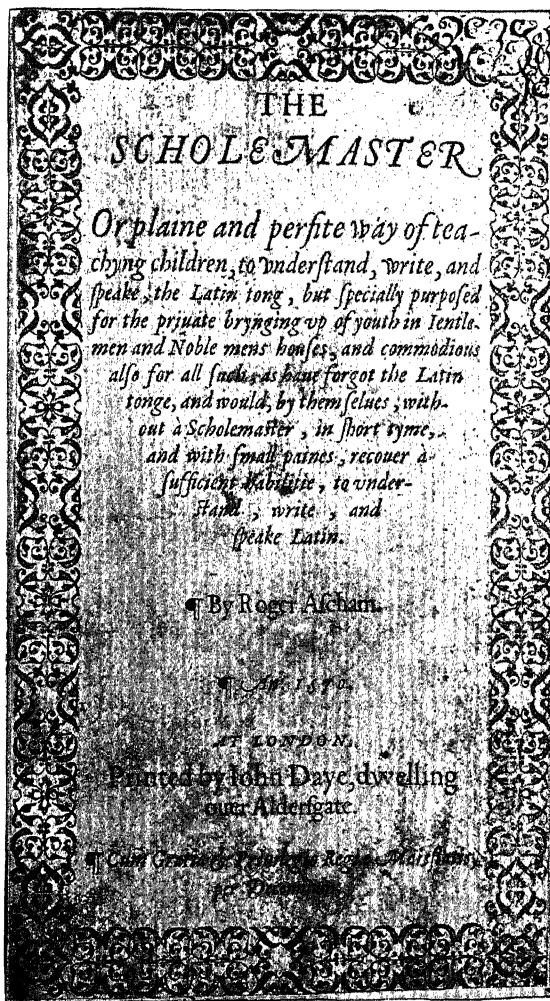 THE
SCHOLEMASTER
Or plaine and perfite way of tea-
chyng children, to vnderſtand, write, and
ſpeake, the Latin tong, but ſpecially purpoſed
for the priuate brynging vp of youth in Ientle-
men and Noble mens houſes, and commodious
alſo for all ſuch, as haue forgot the Latin
tonge, and would, by themſelues, with-
out a Scholemaſter, in ſhort tyme,
and with ſmall paines, recouer a
ſufficient habilitie, to vnder-
ſtand, write, and
ſpeake Latin.
¶ By Roger Aſcham.
¶ An. 1570.
AT LONDON.
Printed by Iohn Daye, dwelling
ouer Alderſgate.
¶ Cum Gratia & Priuilegio Regiæ Maieſtatis,
per Decennium.